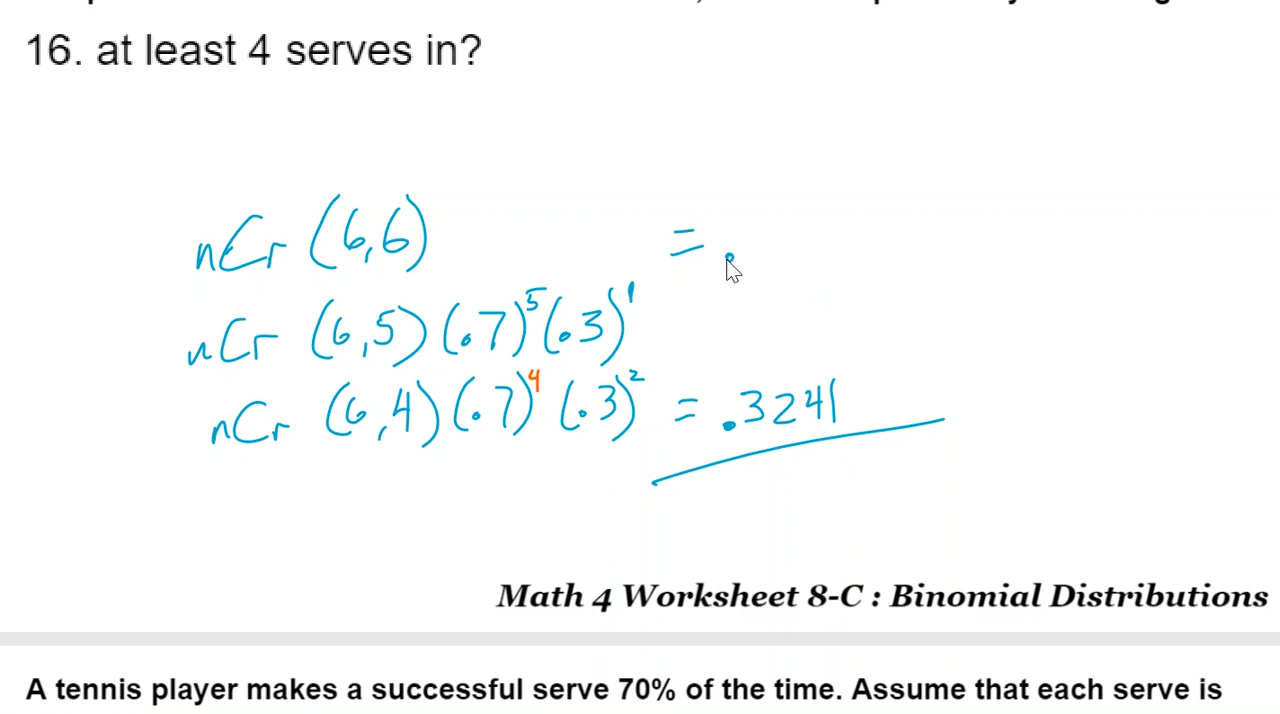 16. at least 4 serves in?
nCr (6,6) = .
nCr (6,5) (.7)⁵ (.3)¹
nCr (6,4) (.7)⁴ (.3)² = .3241
Math 4 Worksheet 8-C : Binomial Distributions
A tennis player makes a successful serve 70% of the time. Assume that each serve is